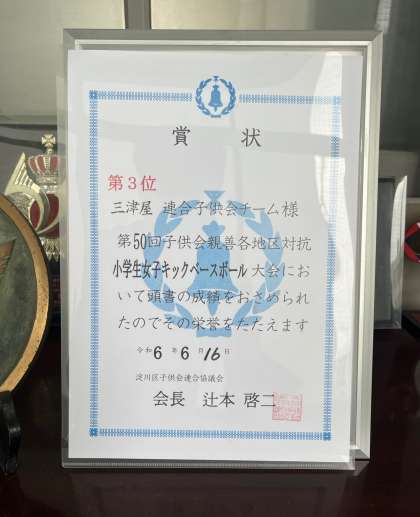 賞 状
第3位
三津屋 連合子供会チーム様
第50回子供会親善各地区対抗
小学生女子キックベースボール大会にお
いて頭書の成績をおさめられ
たのでその栄誉をたたえます
令和6年6月16日
淀川区子供会連合協議会
会長 辻本 啓二